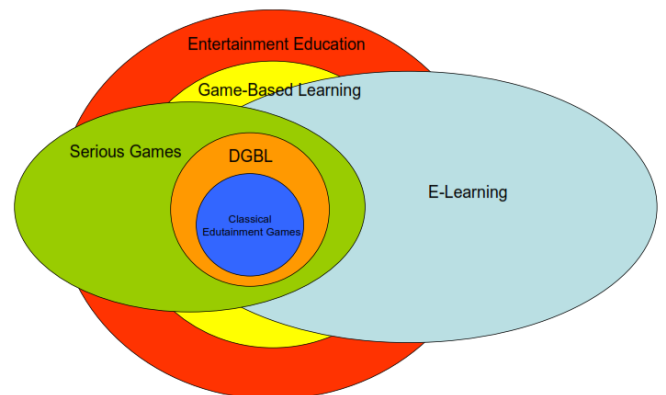 Entertainment Education
Game-Based Learning
Serious Games
DGBL
E-Learning
Classical
Edutainment Games